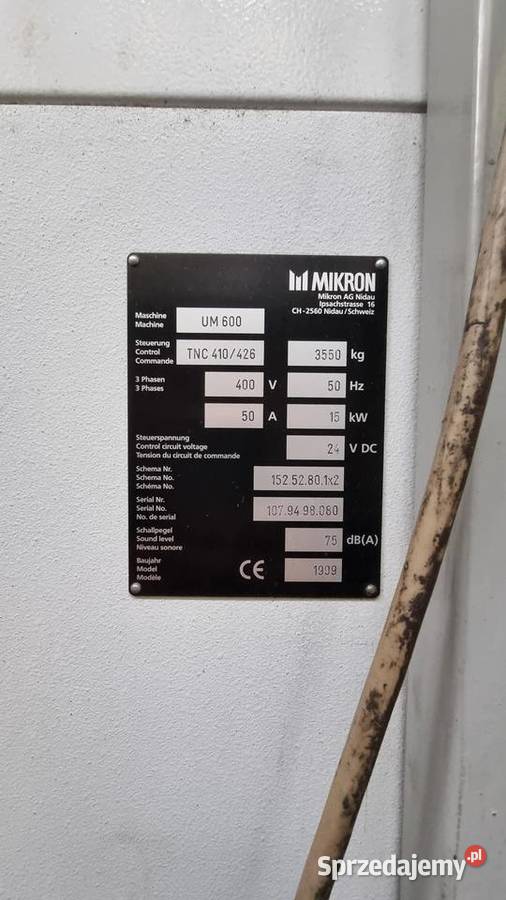 MIKRON
Mikron AG Nidau
Ipsachstrasse 16
CH-2560 Nidau/Schweiz
Maschine
Machine
UM 600
Steuerung
Control
Commande
TNC 410/426
3550 kg
3 Phasen
3 Phases
400 V
50 Hz
50 A
15 kW
Steuerspannung
Control circuit voltage
Tension du circuit de commande
24 V DC
Schema Nr.
Schema No.
Schéma No.
152.52.80.1x2
Serial Nr.
Serial No.
No. de serial
107.94.98.080
Schallpegel
Sound level
Niveau sonore
75 dB(A)
Baujahr
Model
Modèle
CE
1999
Sprzedajemy.pl